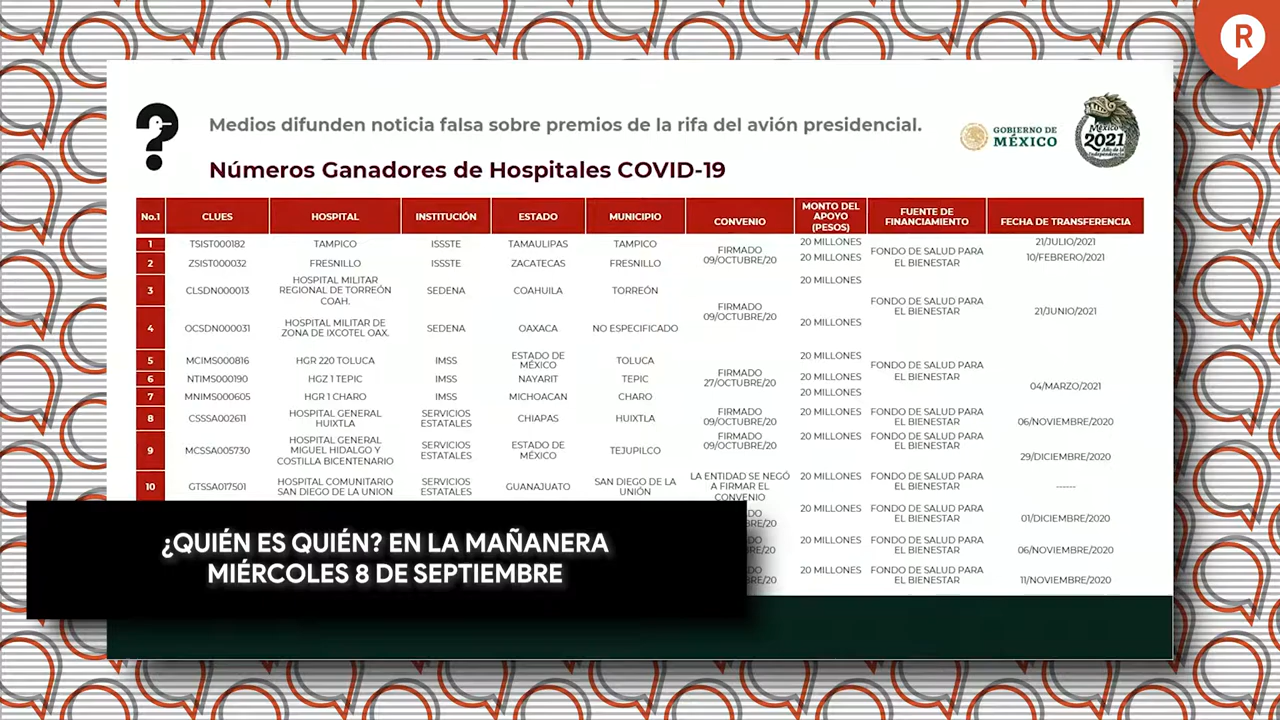 R
Medios difunden noticia falsa sobre premios de la rifa del avión presidencial.
GOBIERNO DE
MÉXICO
México
2021
Año de la
Independencia
Números Ganadores de Hospitales COVID-19
No.1 CLUES HOSPITAL INSTITUCIÓN ESTADO MUNICIPIO CONVENIO MONTO DEL APOYO (PESOS) FUENTE DE FINANCIAMIENTO FECHA DE TRANSFERENCIA
1 TSIST000182 TAMPICO ISSSTE TAMAULIPAS TAMPICO FIRMADO 09/OCTUBRE/20 20 MILLONES FONDO DE SALUD PARA EL BIENESTAR 21/JULIO/2021
2 ZSIST000032 FRESNILLO ISSSTE ZACATECAS FRESNILLO 20 MILLONES 10/FEBRERO/2021
3 CLSDN000013 HOSPITAL MILITAR REGIONAL DE TORREÓN COAH. SEDENA COAHUILA TORREÓN FIRMADO 09/OCTUBRE/20 20 MILLONES FONDO DE SALUD PARA EL BIENESTAR 21/JUNIO/2021
4 OCSDN000031 HOSPITAL MILITAR DE ZONA DE IXCOTEL OAX. SEDENA OAXACA NO ESPECIFICADO 20 MILLONES
5 MCIMS000816 HGR 220 TOLUCA IMSS ESTADO DE MÉXICO TOLUCA FIRMADO 27/OCTUBRE/20 20 MILLONES FONDO DE SALUD PARA EL BIENESTAR 04/MARZO/2021
6 NTIMS000190 HGZ 1 TEPIC IMSS NAYARIT TEPIC 20 MILLONES
7 MNIMS000605 HGR 1 CHARO IMSS MICHOACAN CHARO 20 MILLONES
8 CSSSA002611 HOSPITAL GENERAL HUIXTLA SERVICIOS ESTATALES CHIAPAS HUIXTLA FIRMADO 09/OCTUBRE/20 20 MILLONES FONDO DE SALUD PARA EL BIENESTAR 06/NOVIEMBRE/2020
9 MCSSA005730 HOSPITAL GENERAL MIGUEL HIDALGO Y COSTILLA BICENTENARIO SERVICIOS ESTATALES ESTADO DE MÉXICO TEJUPILCO FIRMADO 09/OCTUBRE/20 20 MILLONES FONDO DE SALUD PARA EL BIENESTAR 29/DICIEMBRE/2020
10 GTSSA017501 HOSPITAL COMUNITARIO SAN DIEGO DE LA UNION SERVICIOS ESTATALES GUANAJUATO SAN DIEGO DE LA UNIÓN LA ENTIDAD SE NEGÓ A FIRMAR EL CONVENIO 20 MILLONES FONDO DE SALUD PARA EL BIENESTAR ------
20 MILLONES FONDO DE SALUD PARA EL BIENESTAR 01/DICIEMBRE/2020
20 MILLONES FONDO DE SALUD PARA EL BIENESTAR 06/NOVIEMBRE/2020
20 MILLONES FONDO DE SALUD PARA EL BIENESTAR 11/NOVIEMBRE/2020
¿QUIÉN ES QUIÉN? EN LA MAÑANERA
MIÉRCOLES 8 DE SEPTIEMBRE